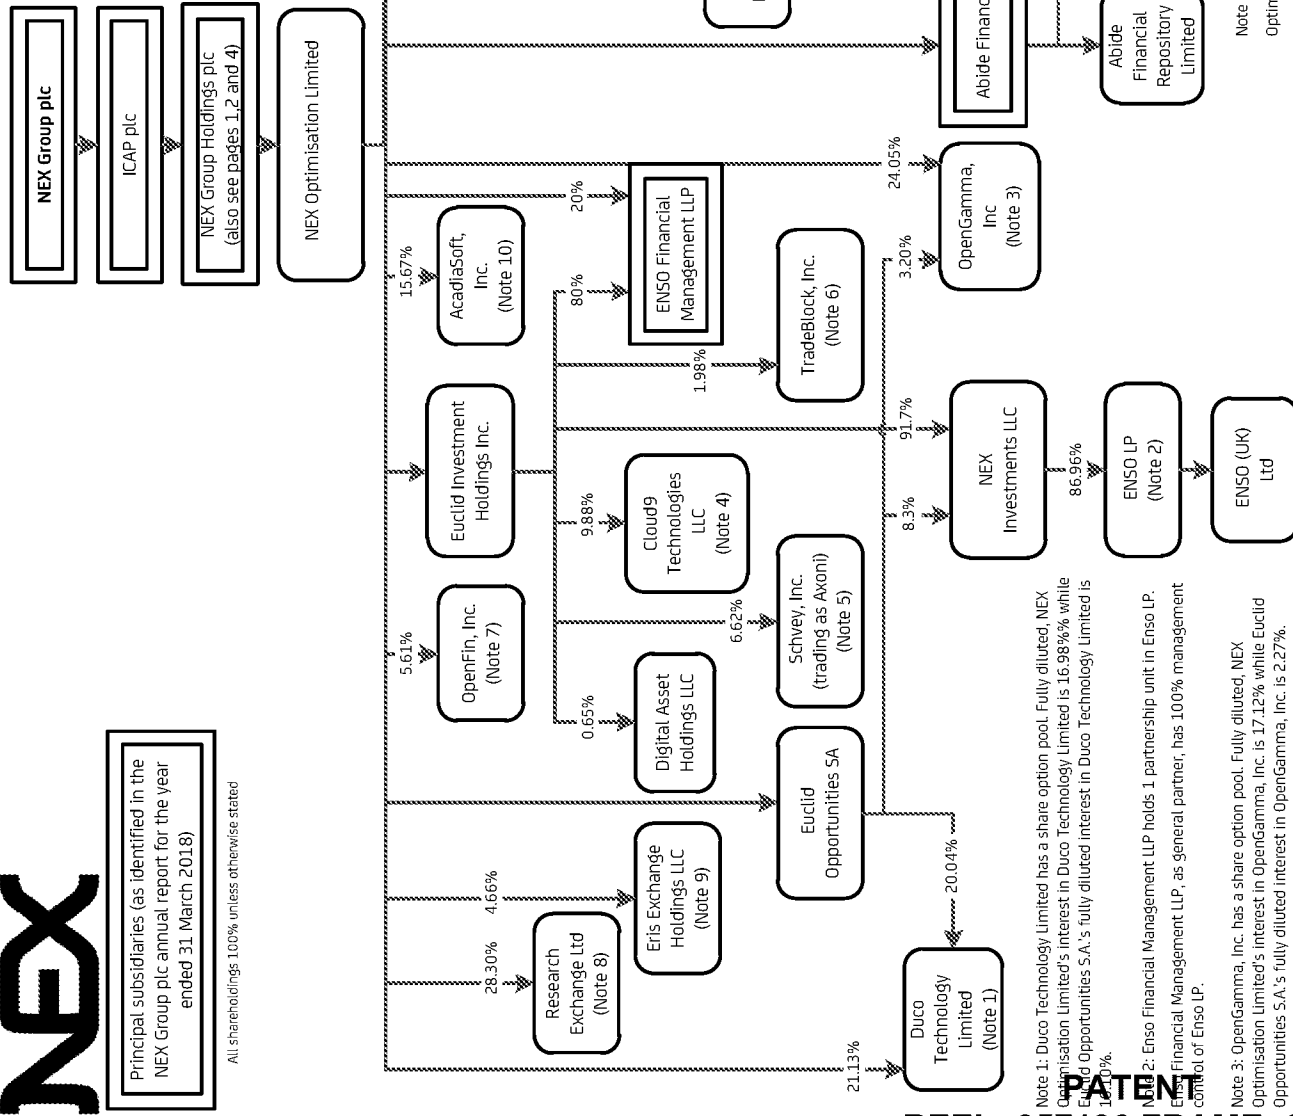 NEX
Principal subsidiaries (as identified in the
NEX Group plc annual report for the year
ended 31 March 2018)
All shareholdings 100% unless otherwise stated
NEX Group plc
ICAP plc
NEX Group Holdings plc
(also see pages 1,2 and 4)
NEX Optimisation Limited
5.61%
15.67%
OpenFin, Inc.
(Note 7)
Euclid Investment
Holdings Inc.
AcadiaSoft,
Inc.
(Note 10)
28.30%
4.66%
0.65%
9.88%
80%
20%
Research
Exchange Ltd
(Note 8)
Eris Exchange
Holdings LLC
(Note 9)
Digital Asset
Holdings LLC
Cloud9
Technologies
LLC
(Note 4)
ENSO Financial
Management LLP
6.62%
1.98%
Euclid
Opportunities SA
Schvey, Inc.
(trading as Axoni)
(Note 5)
TradeBlock, Inc.
(Note 6)
21.13%
20.04%
8.3%
91.7%
3.20%
24.05%
Duco
Technology
Limited
(Note 1)
NEX
Investments LLC
OpenGamma,
Inc
(Note 3)
Abide Financ
86.96%
ENSO LP
(Note 2)
Abide
Financial
Repository
Limited
ENSO (UK)
Ltd
Note 1: Duco Technology Limited has a share option pool. Fully diluted, NEX
Optimisation Limited's interest in Duco Technology Limited is 16.98%% while
Euclid Opportunities S.A.'s fully diluted interest in Duco Technology Limited is
16.10%.
Note 2: Enso Financial Management LLP holds 1 partnership unit in Enso LP.
Enso Financial Management LLP, as general partner, has 100% management
control of Enso LP.
Note 3: OpenGamma, Inc. has a share option pool. Fully diluted, NEX
Optimisation Limited's interest in OpenGamma, Inc. is 17.12% while Euclid
Opportunities S.A.'s fully diluted interest in OpenGamma, Inc. is 2.27%.
Note
Optim
PATENT